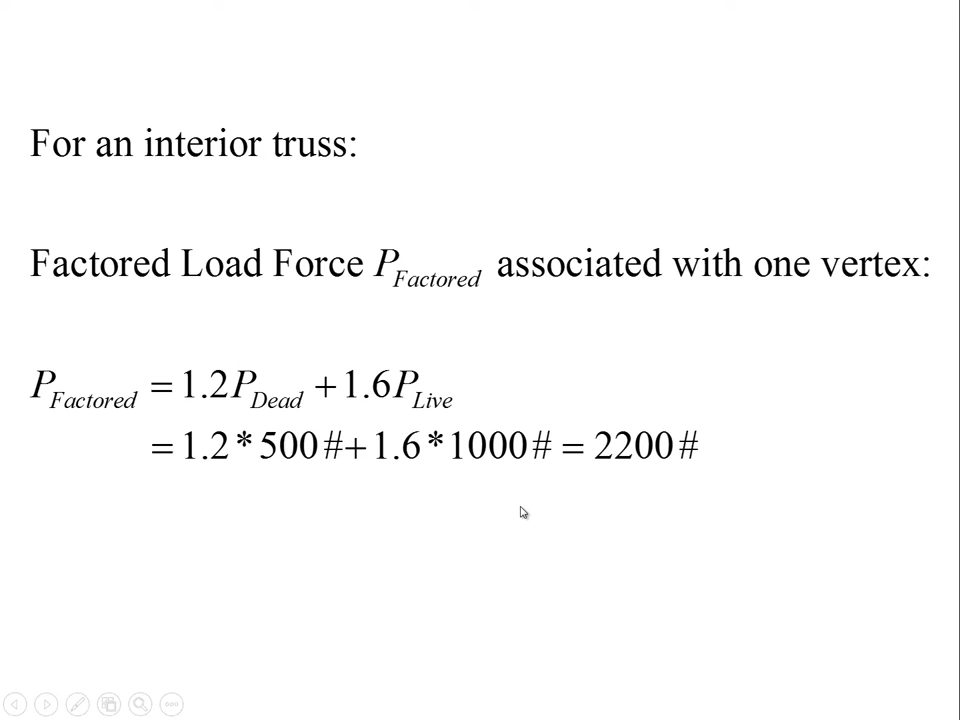 For an interior truss:
Factored Load Force P_Factored associated with one vertex:
P_Factored = 1.2P_Dead + 1.6P_Live
= 1.2 * 500 # + 1.6 * 1000 # = 2200 #